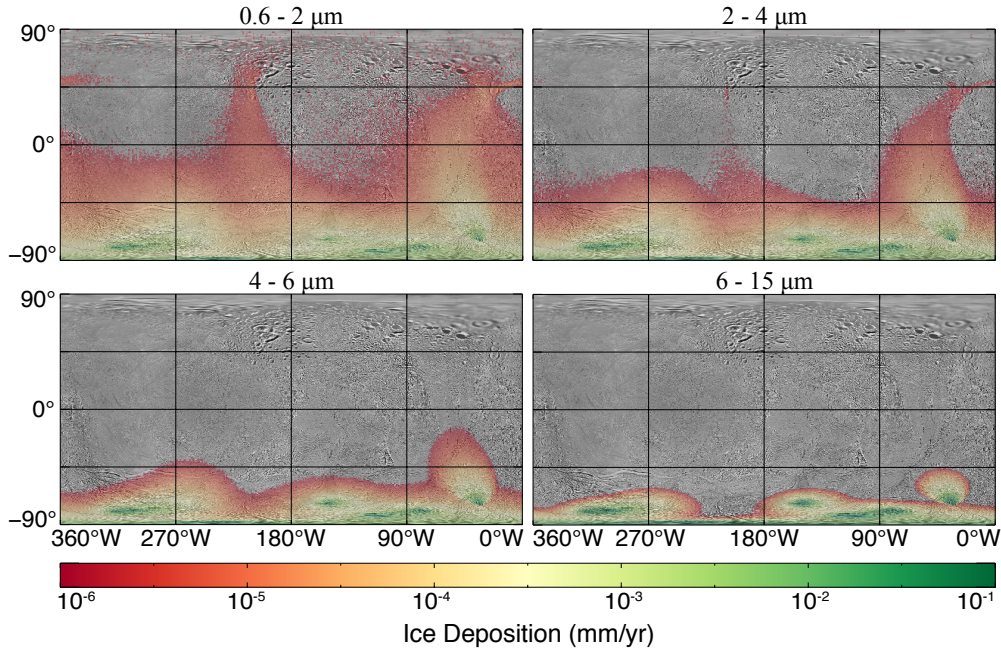 0.6 - 2 μm 2 - 4 μm
90°
0°
-90°
4 - 6 μm 6 - 15 μm
90°
0°
-90°
360°W 270°W 180°W 90°W 0°W 360°W 270°W 180°W 90°W 0°W
10⁻⁶ 10⁻⁵ 10⁻⁴ 10⁻³ 10⁻² 10⁻¹
Ice Deposition (mm/yr)